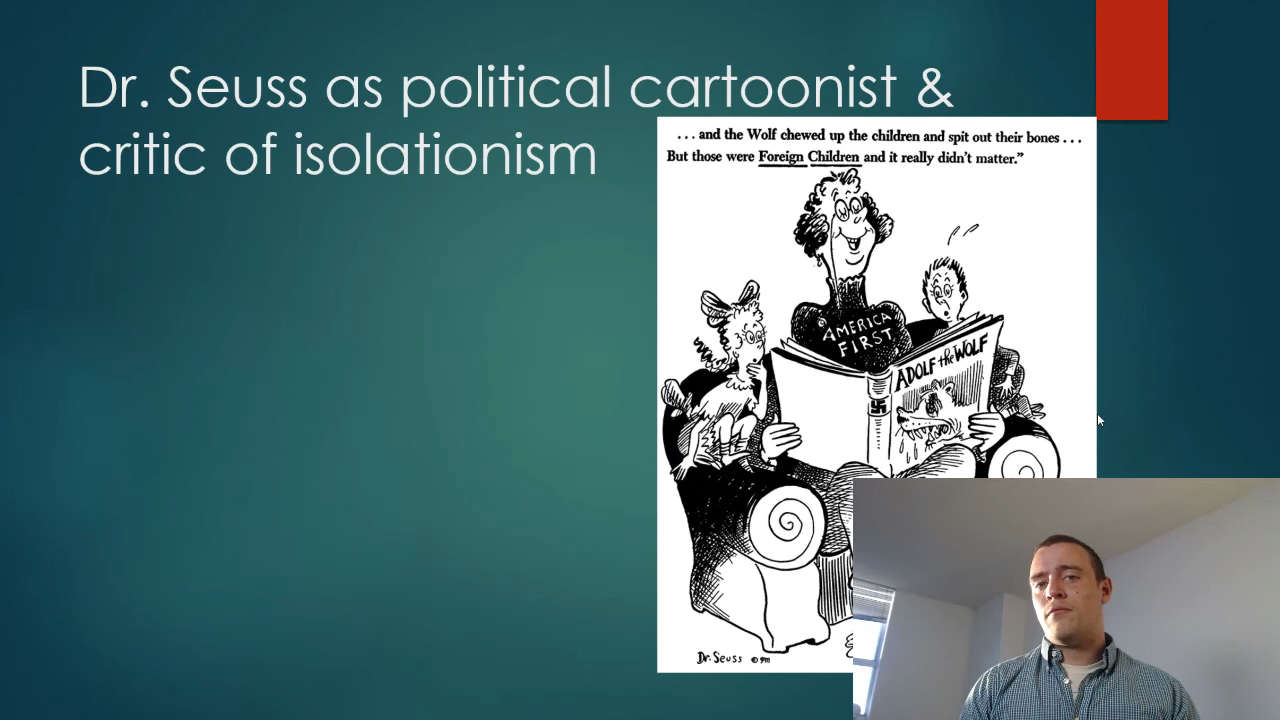 Dr. Seuss as political cartoonist &
critic of isolationism
...and the Wolf chewed up the children and spit out their bones...
But those were Foreign Children and it really didn't matter.”
AMERICA
FIRST
ADOLF the WOLF
Dr. Seuss
©